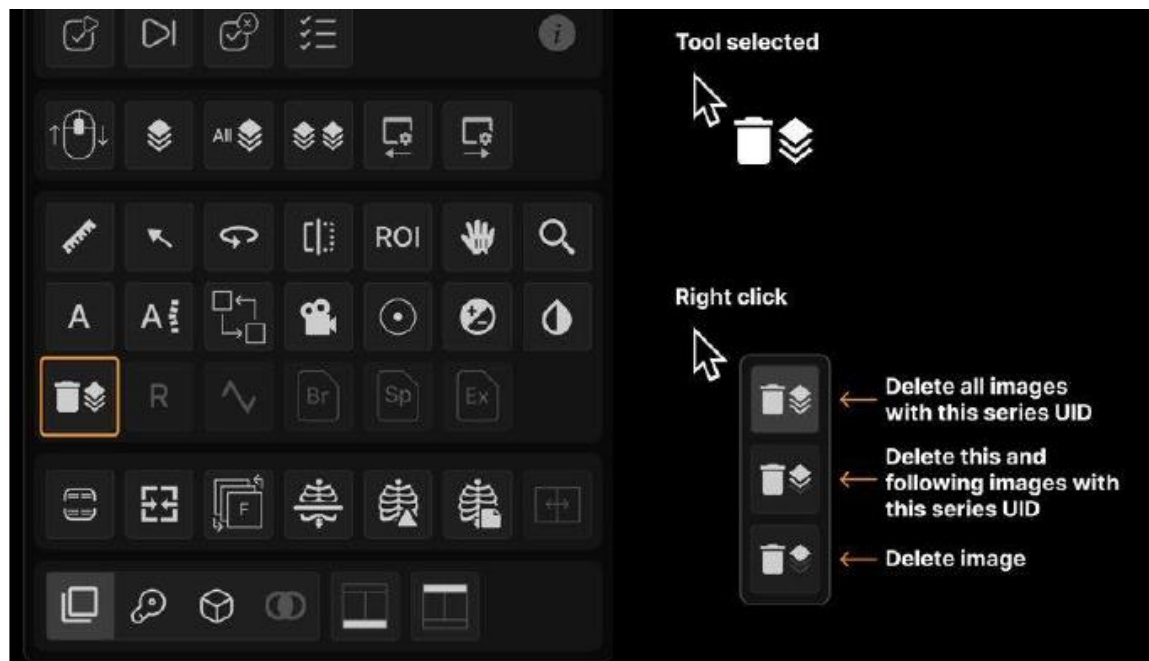 i
Tool selected
All
ROI
Right click
A
A
R
Br
Sp
Ex
Delete all images
with this series UID
Delete this and
following images with
this series UID
F
Delete image